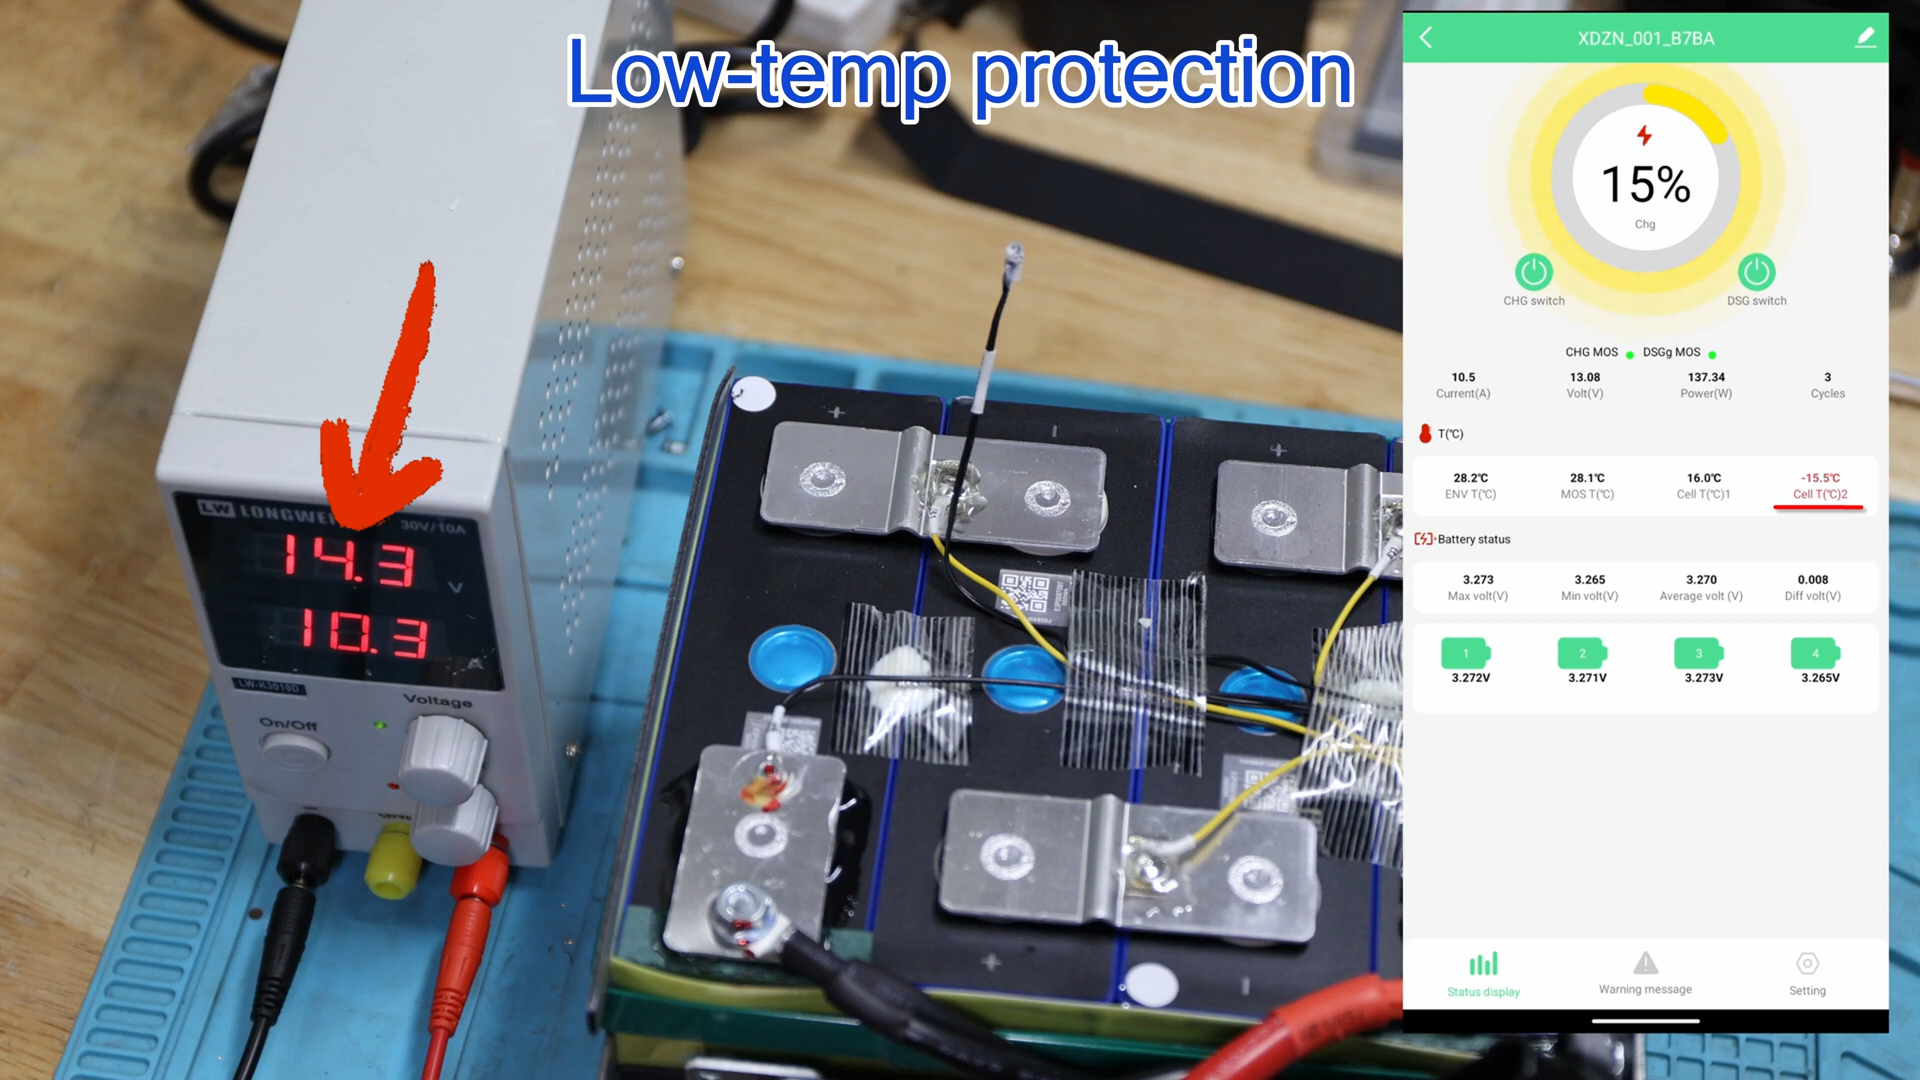 Low-temp protection
LW LONGWEI
30V/10A
14.3
V
10.3
A
LW-K3010D
Voltage
On/Off
+
-
+
+
-
XDZN_001_B7BA
15%
Chg
CHG switch
DSG switch
CHG MOS
DSGg MOS
10.5
13.08
137.34
3
Current(A)
Volt(V)
Power(W)
Cycles
T(℃)
28.2℃
28.1℃
16.0℃
-15.5℃
ENV T(℃)
MOS T(℃)
Cell T(℃)1
Cell T(℃)2
Battery status
3.273
3.265
3.270
0.008
Max volt(V)
Min volt(V)
Average volt (V)
Diff volt(V)
1
2
3
4
3.272V
3.271V
3.273V
3.265V
Status display
Warning message
Setting